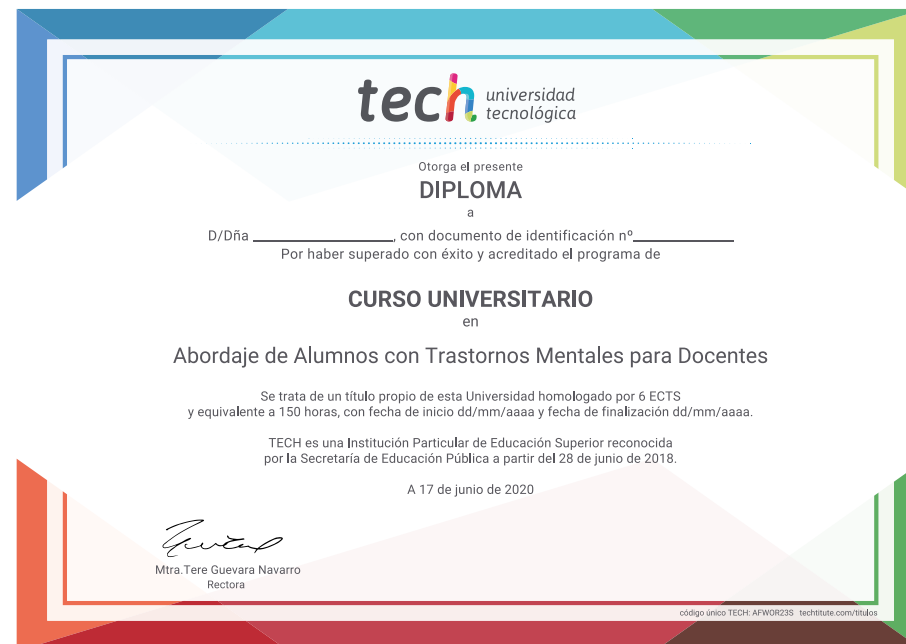 tech universidad
tecnológica
Otorga el presente
DIPLOMA
a
D/Dña ____________, con documento de identificación nº____________
Por haber superado con éxito y acreditado el programa de
CURSO UNIVERSITARIO
en
Abordaje de Alumnos con Trastornos Mentales para Docentes
Se trata de un título propio de esta Universidad homologado por 6 ECTS
y equivalente a 150 horas, con fecha de inicio dd/mm/aaaa y fecha de finalización dd/mm/aaaa.
TECH es una Institución Particular de Educación Superior reconocida
por la Secretaría de Educación Pública a partir del 28 de junio de 2018.
A 17 de junio de 2020
Mtra.Tere Guevara Navarro
Rectora
código único TECH: AFWOR23S techtitute.com/titulos